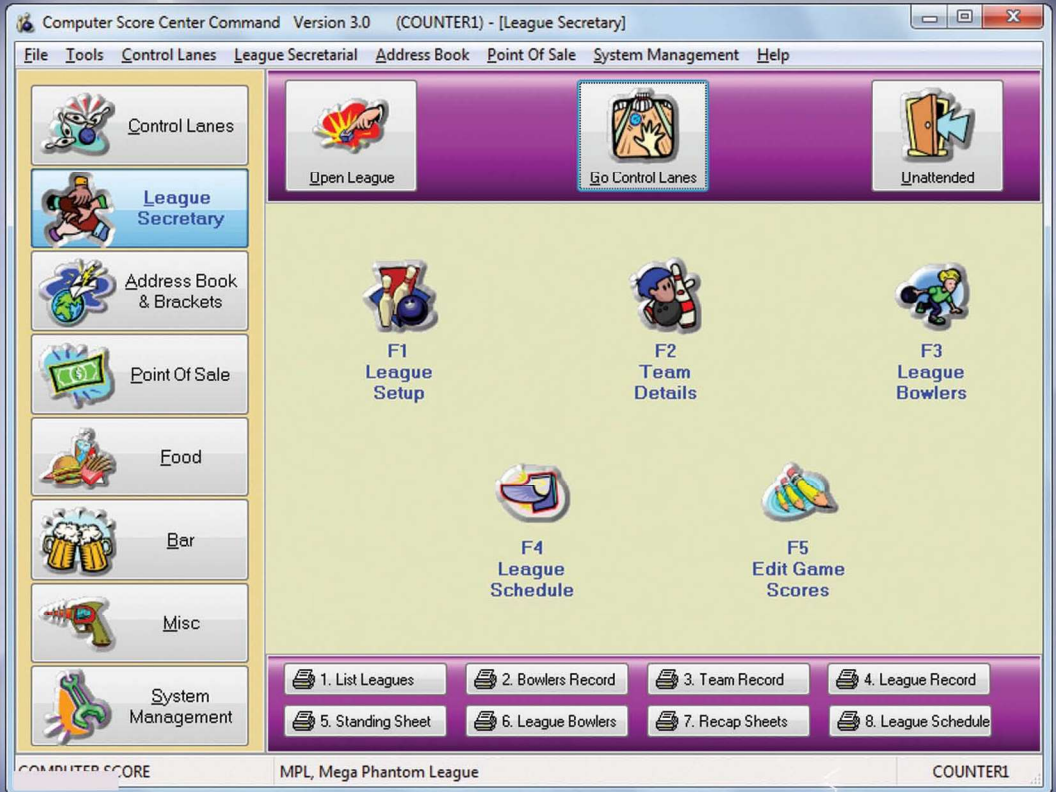 Computer Score Center Command Version 3.0 (COUNTER1) - [League Secretary]
File Tools Control Lanes League Secretarial Address Book Point Of Sale System Management Help
Control Lanes
League
Secretary
Address Book
& Brackets
Point Of Sale
Food
Bar
Misc
System
Management
Open League
Go Control Lanes
Unattended
F1
League
Setup
F2
Team
Details
F3
League
Bowlers
F4
League
Schedule
F5
Edit Game
Scores
1. List Leagues
2. Bowlers Record
3. Team Record
4. League Record
5. Standing Sheet
6. League Bowlers
7. Recap Sheets
8. League Schedule
COMPUTER SCORE
MPL, Mega Phantom League
COUNTER1